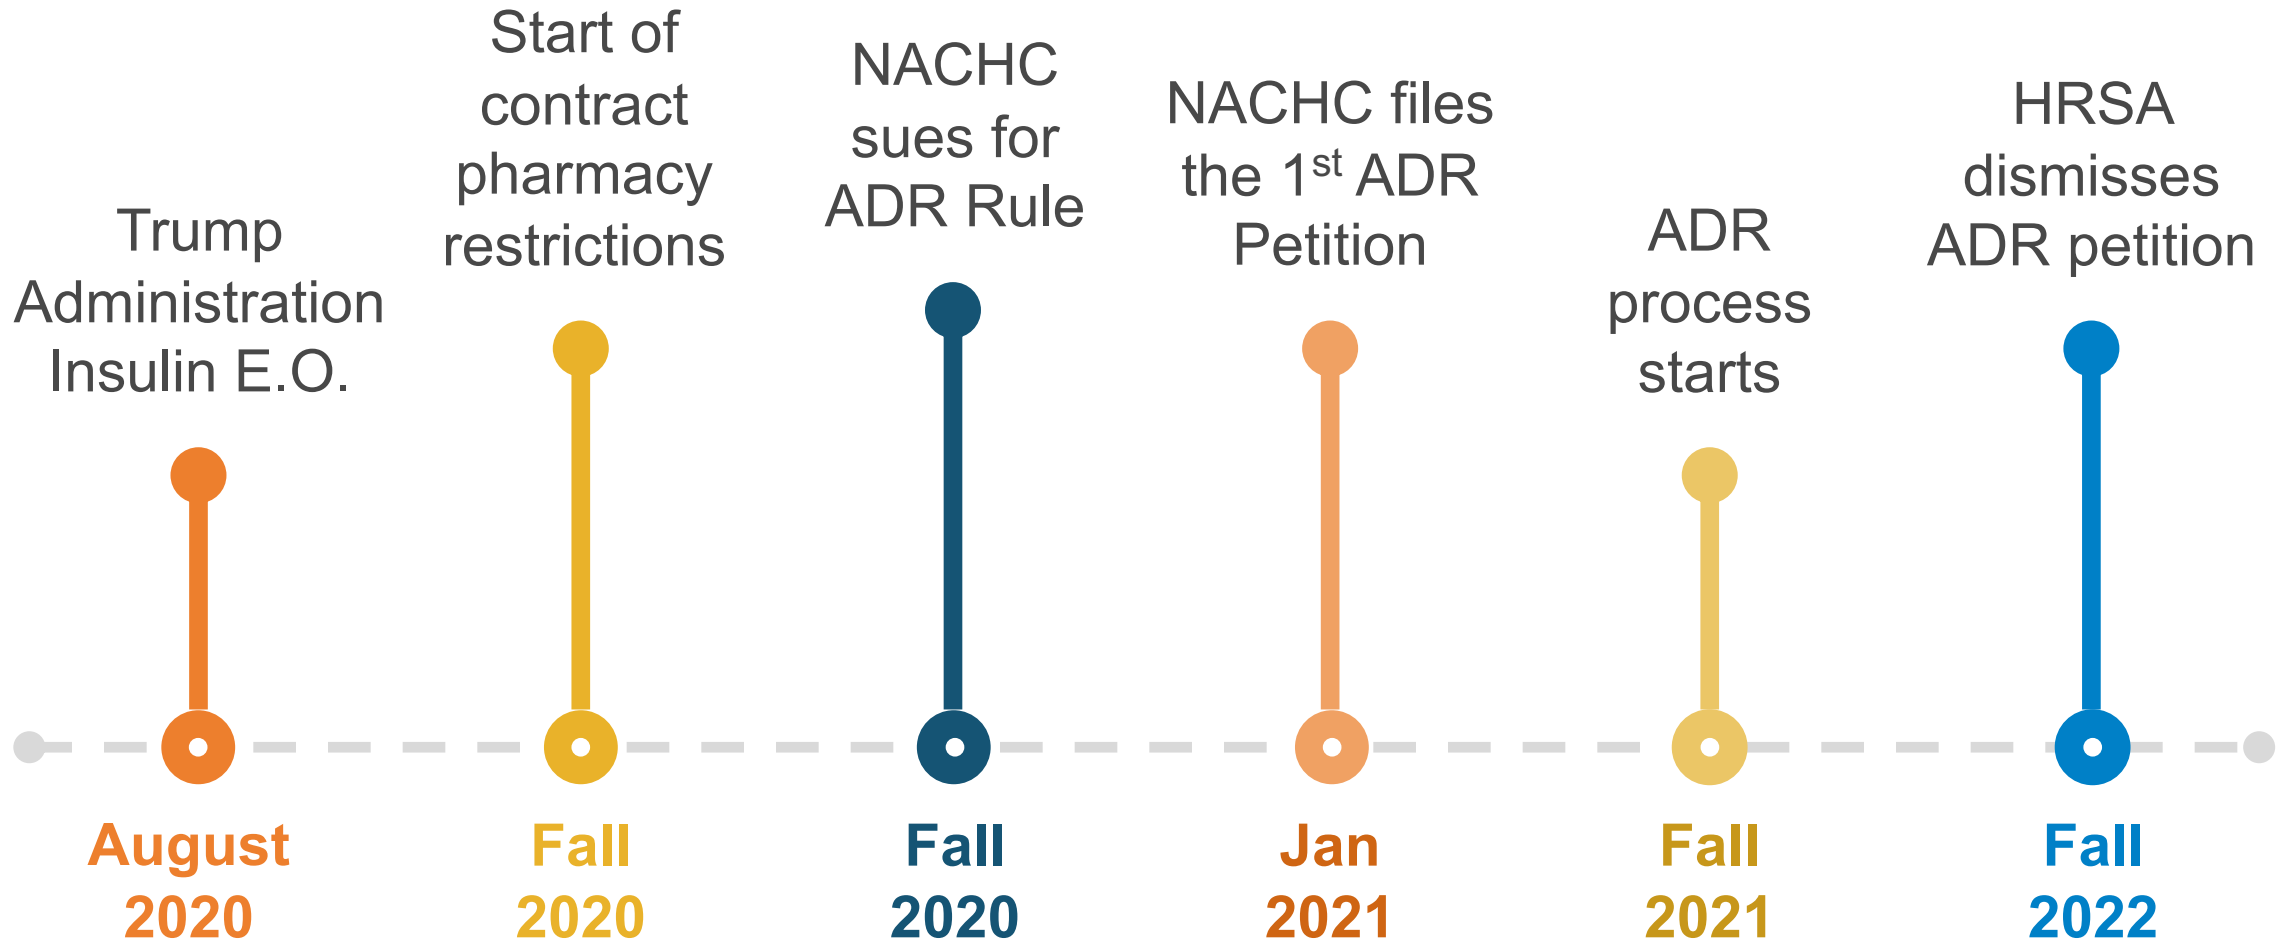 Trump
Administration
Insulin E.O.
August
2020
Start of
contract
pharmacy
restrictions
Fall
2020
NACHC
sues for
ADR Rule
Fall
2020
NACHC files
the 1st ADR
Petition
Jan
2021
ADR
process
starts
Fall
2021
HRSA
dismisses
ADR petition
Fall
2022